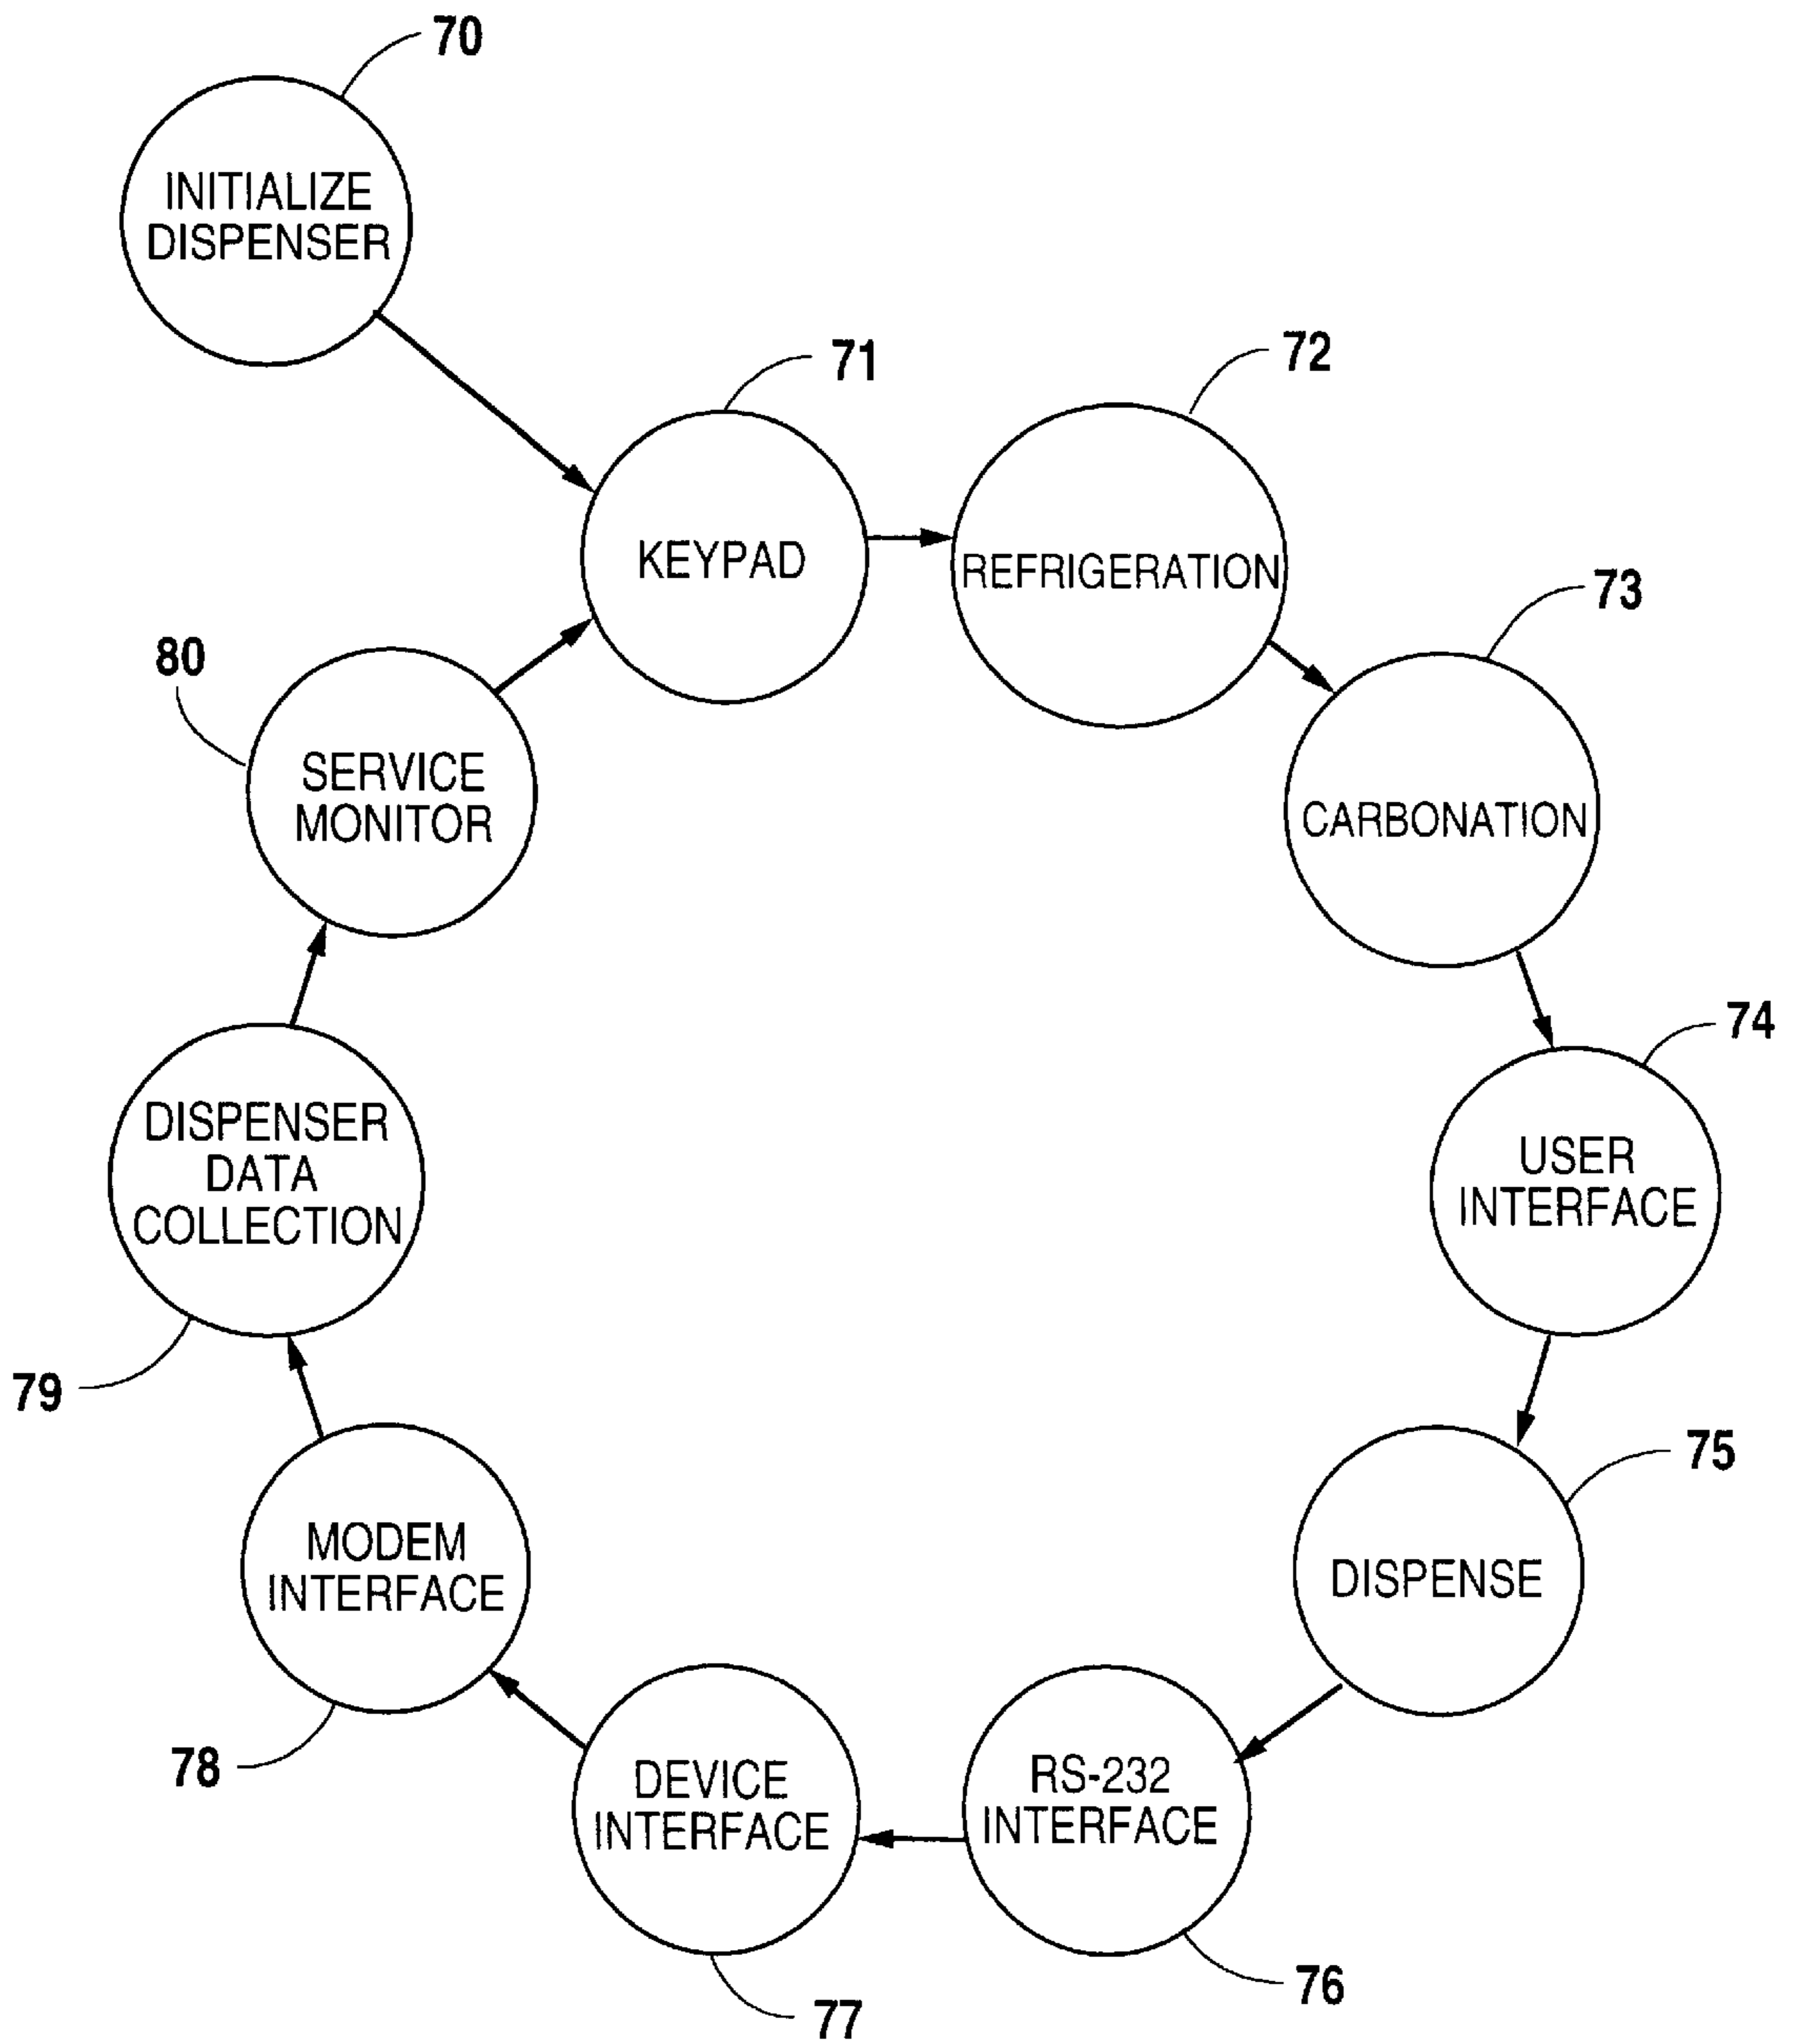 70
INITIALIZE
DISPENSER
71
KEYPAD
72
REFRIGERATION
73
CARBONATION
74
USER
INTERFACE
75
DISPENSE
76
RS-232
INTERFACE
77
DEVICE
INTERFACE
78
MODEM
INTERFACE
79
DISPENSER
DATA
COLLECTION
80
SERVICE
MONITOR